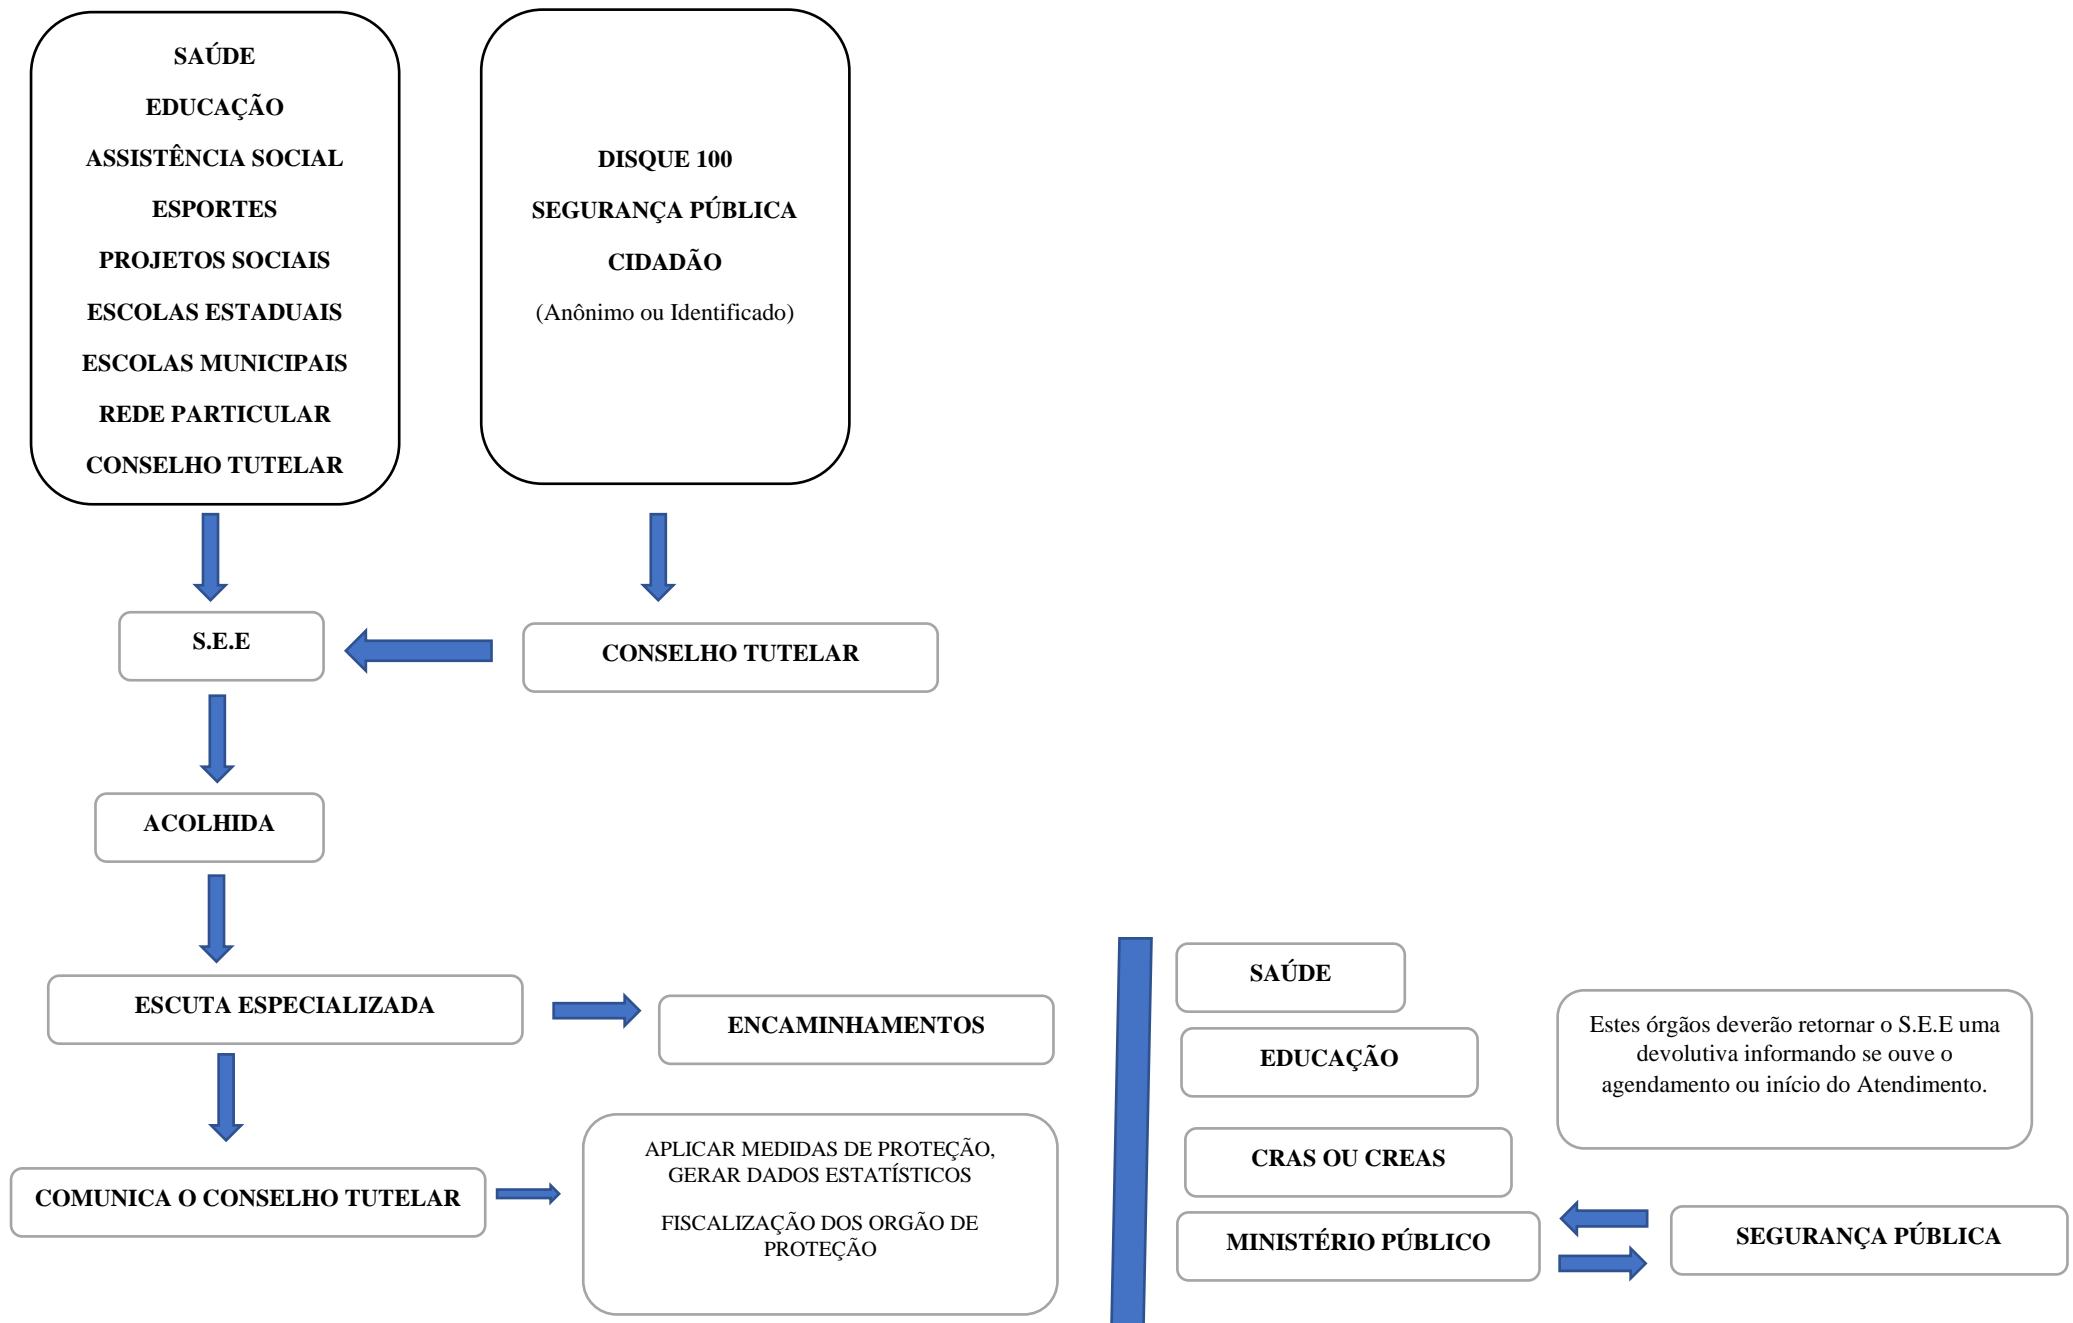 SAÚDE
EDUCAÇÃO
ASSISTÊNCIA SOCIAL
ESPORTES
PROJETOS SOCIAIS
ESCOLAS ESTADUAIS
ESCOLAS MUNICIPAIS
REDE PARTICULAR
CONSELHO TUTELAR
DISQUE 100
SEGURANÇA PÚBLICA
CIDADÃO
(Anônimo ou Identificado)
S.E.E
CONSELHO TUTELAR
ACOLHIDA
ESCUTA ESPECIALIZADA
ENCAMINHAMENTOS
COMUNICA O CONSELHO TUTELAR
APLICAR MEDIDAS DE PROTEÇÃO,
GERAR DADOS ESTATÍSTICOS
FISCALIZAÇÃO DOS ORGÃO DE
PROTEÇÃO
SAÚDE
EDUCAÇÃO
CRAS OU CREAS
MINISTÉRIO PÚBLICO
Estes órgãos deverão retornar o S.E.E uma
devolutiva informando se ouve o
agendamento ou início do Atendimento.
SEGURANÇA PÚBLICA